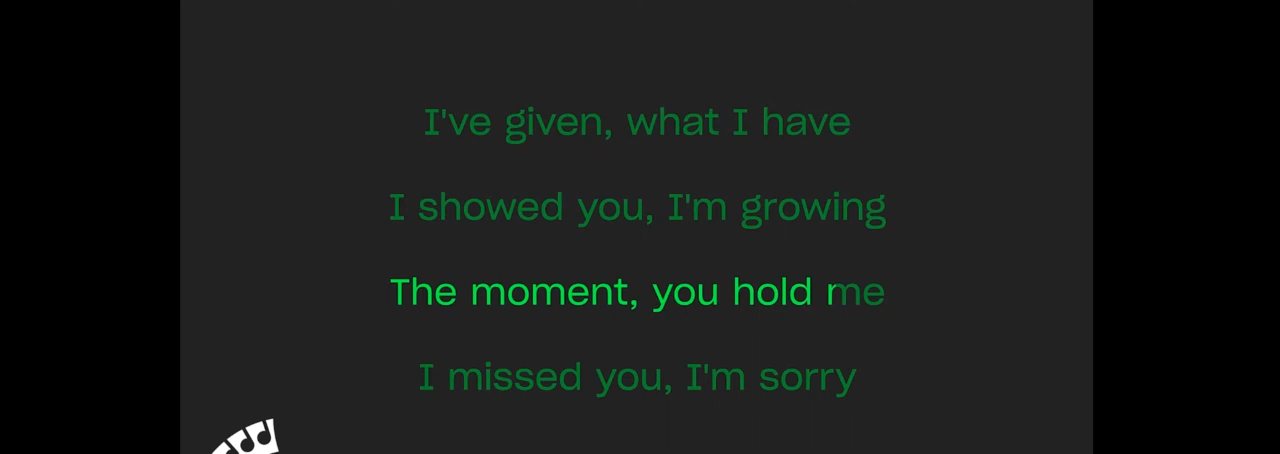 I've given, what I have
I showed you, I'm growing
The moment, you hold me
I missed you, I'm sorry